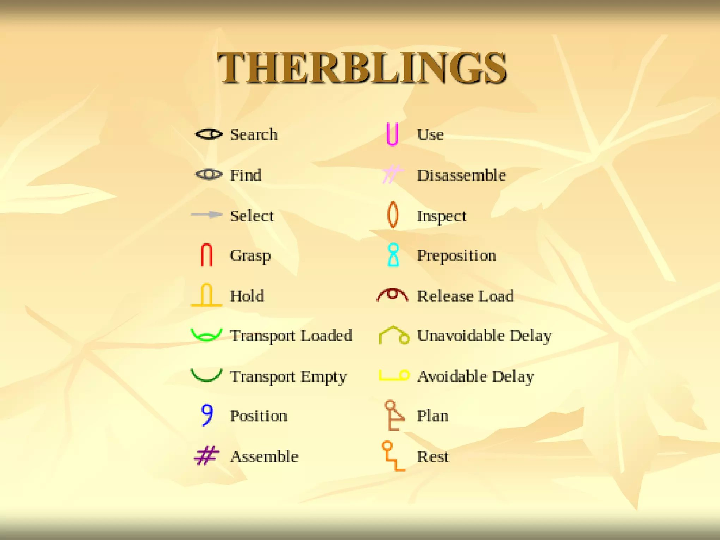 THERBLINGS
Search
Find
Select
Grasp
Hold
Transport Loaded
Transport Empty
Position
Assemble
Use
Disassemble
Inspect
Preposition
Release Load
Unavoidable Delay
Avoidable Delay
Plan
Rest